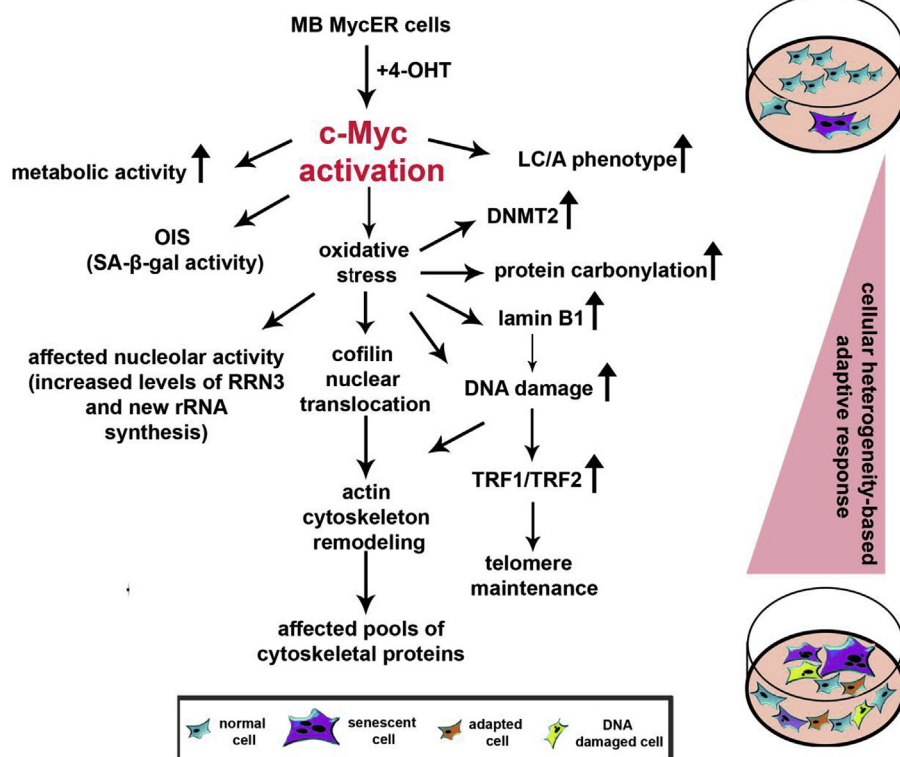 MB MycER cells
+4-OHT
c-Myc
activation
metabolic activity
LC/A phenotype
OIS
(SA-β-gal activity)
DNMT2
oxidative
stress
protein carbonylation
lamin B1
affected nucleolar activity
(increased levels of RRN3
and new rRNA
synthesis)
cofilin
nuclear
translocation
DNA damage
TRF1/TRF2
actin
cytoskeleton
remodeling
telomere
maintenance
affected pools of
cytoskeletal proteins
cellular heterogeneity-based
adaptive response
normal
cell
senescent
cell
adapted
cell
DNA
damaged cell